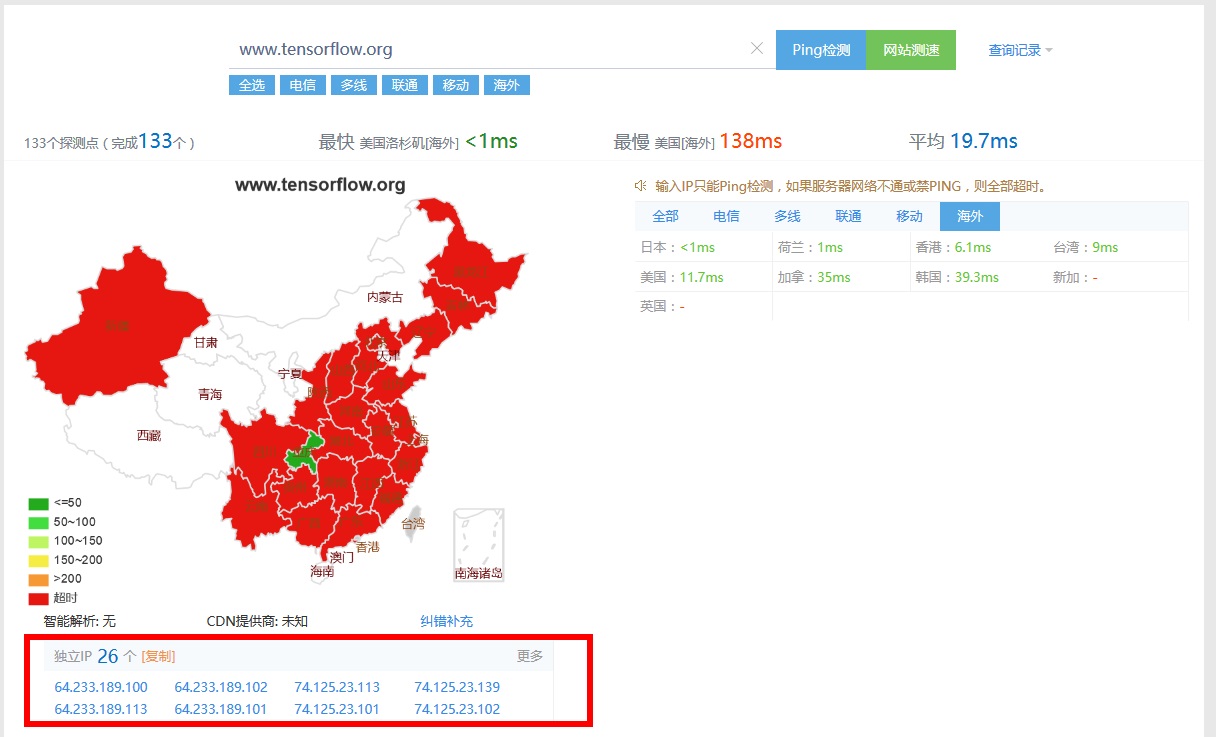 www.tensorflow.org
Ping检测
网站测速
查询记录
全选 电信 多线 联通 移动 海外
133个探测点 ( 完成133个 )
最快 美国洛杉矶[海外] <1ms
最慢 美国[海外] 138ms
平均 19.7ms
www.tensorflow.org
内蒙古
甘肃
天津
宁夏
青海
西藏
台湾
香港
澳门
海南
南海诸岛
<=50
50~100
100~150
150~200
>200
超时
智能解析: 无 CDN提供商: 未知 纠错补充
独立IP 26 个 [复制] 更多
64.233.189.100 64.233.189.102 74.125.23.113 74.125.23.139
64.233.189.113 64.233.189.101 74.125.23.101 74.125.23.102
输入IP只能Ping检测，如果服务器网络不通或禁PING，则全部超时。
全部 电信 多线 联通 移动 海外
日本：<1ms 荷兰：1ms 香港：6.1ms 台湾：9ms
美国：11.7ms 加拿：35ms 韩国：39.3ms 新加：-
英国：-